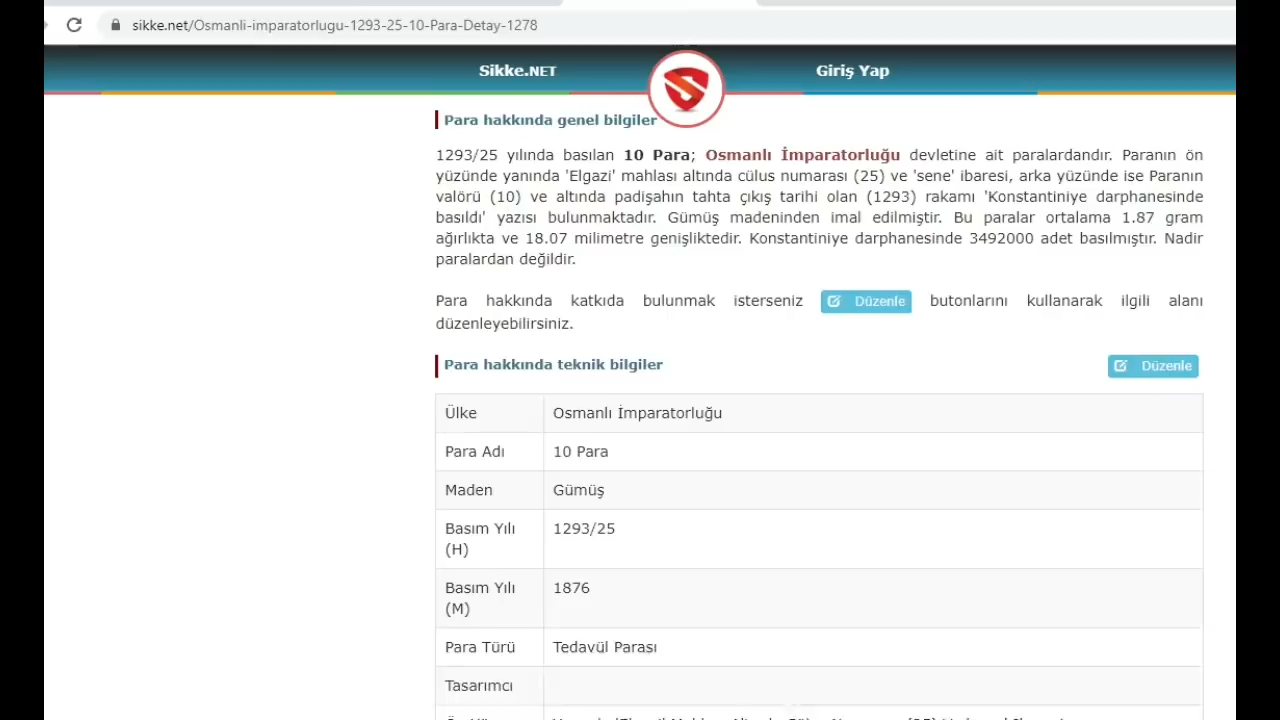 sikke.net/Osmanli-imparatorlugu-1293-25-10-Para-Detay-1278
Sikke.NET
Giriş Yap
Para hakkında genel bilgiler
1293/25 yılında basılan 10 Para; Osmanlı İmparatorluğu devletine ait paralardandır. Paranın ön
yüzünde yanında 'Elgazi' mahlası altında cülus numarası (25) ve 'sene' ibaresi, arka yüzünde ise Paranın
valörü (10) ve altında padişahın tahta çıkış tarihi olan (1293) rakamı 'Konstantiniye darphanesinde
basıldı' yazısı bulunmaktadır. Gümüş madeninden imal edilmiştir. Bu paralar ortalama 1.87 gram
ağırlıkta ve 18.07 milimetre genişliktedir. Konstantiniye darphanesinde 3492000 adet basılmıştır. Nadir
paralardan değildir.
Para hakkında katkıda bulunmak isterseniz Düzenle butonlarını kullanarak ilgili alanı
düzenleyebilirsiniz.
Para hakkında teknik bilgiler
Düzenle
Ülke Osmanlı İmparatorluğu
Para Adı 10 Para
Maden Gümüş
Basım Yılı 1293/25
(H)
Basım Yılı 1876
(M)
Para Türü Tedavül Parası
Tasarımcı